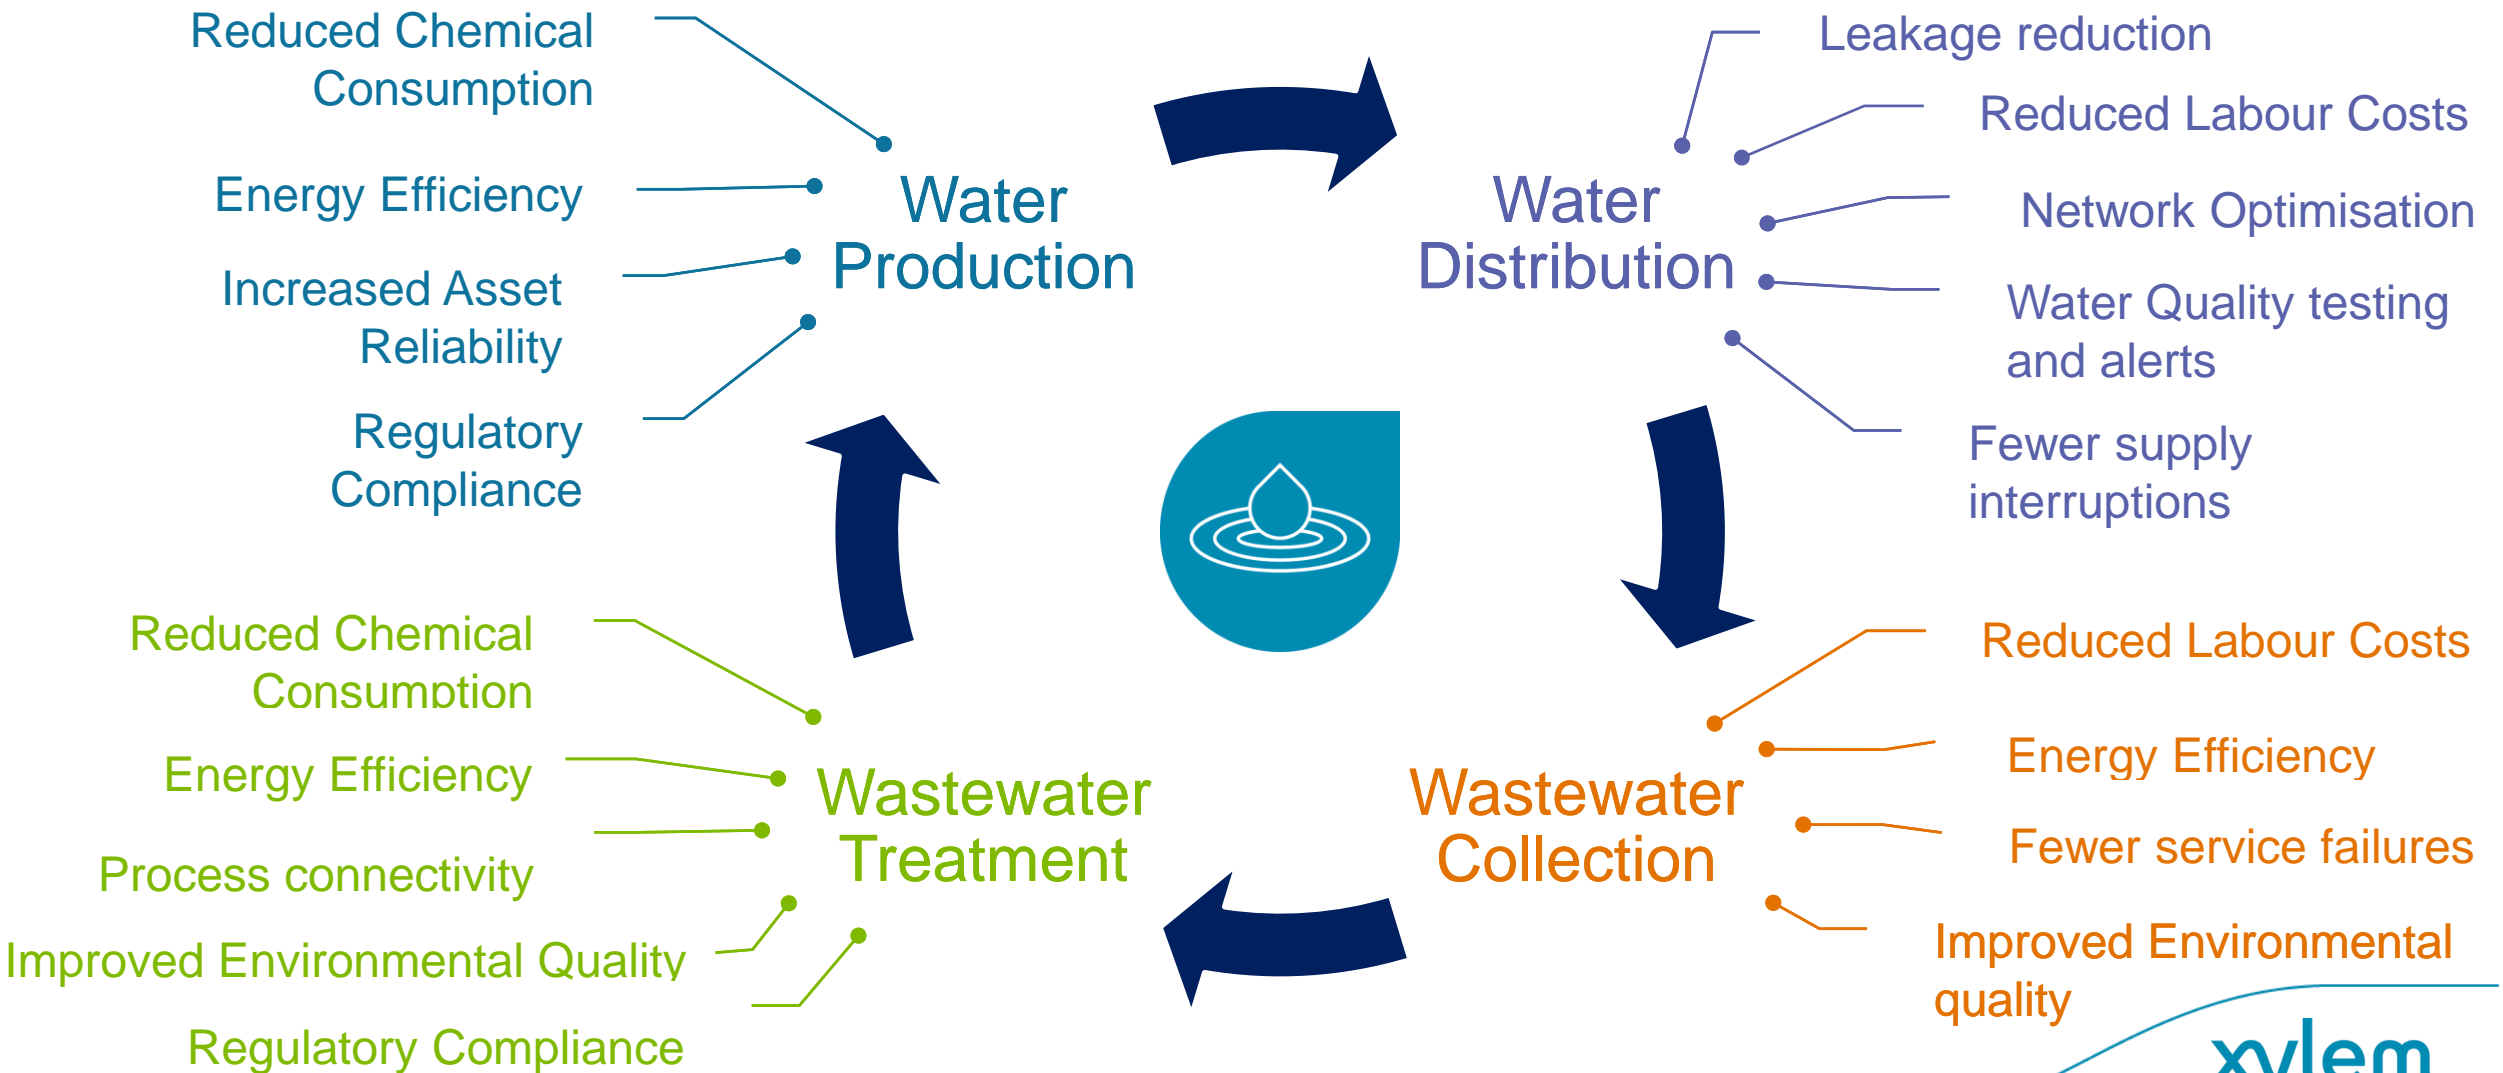 Reduced Chemical
Consumption
Energy Efficiency
Increased Asset
Reliability
Regulatory
Compliance
Water
Production
Water
Distribution
Leakage reduction
Reduced Labour Costs
Network Optimisation
Water Quality testing
and alerts
Fewer supply
interruptions
Reduced Chemical
Consumption
Energy Efficiency
Process connectivity
Improved Environmental Quality
Regulatory Compliance
Wastewater
Treatment
Wastewater
Collection
Reduced Labour Costs
Energy Efficiency
Fewer service failures
Improved Environmental
quality
xylem